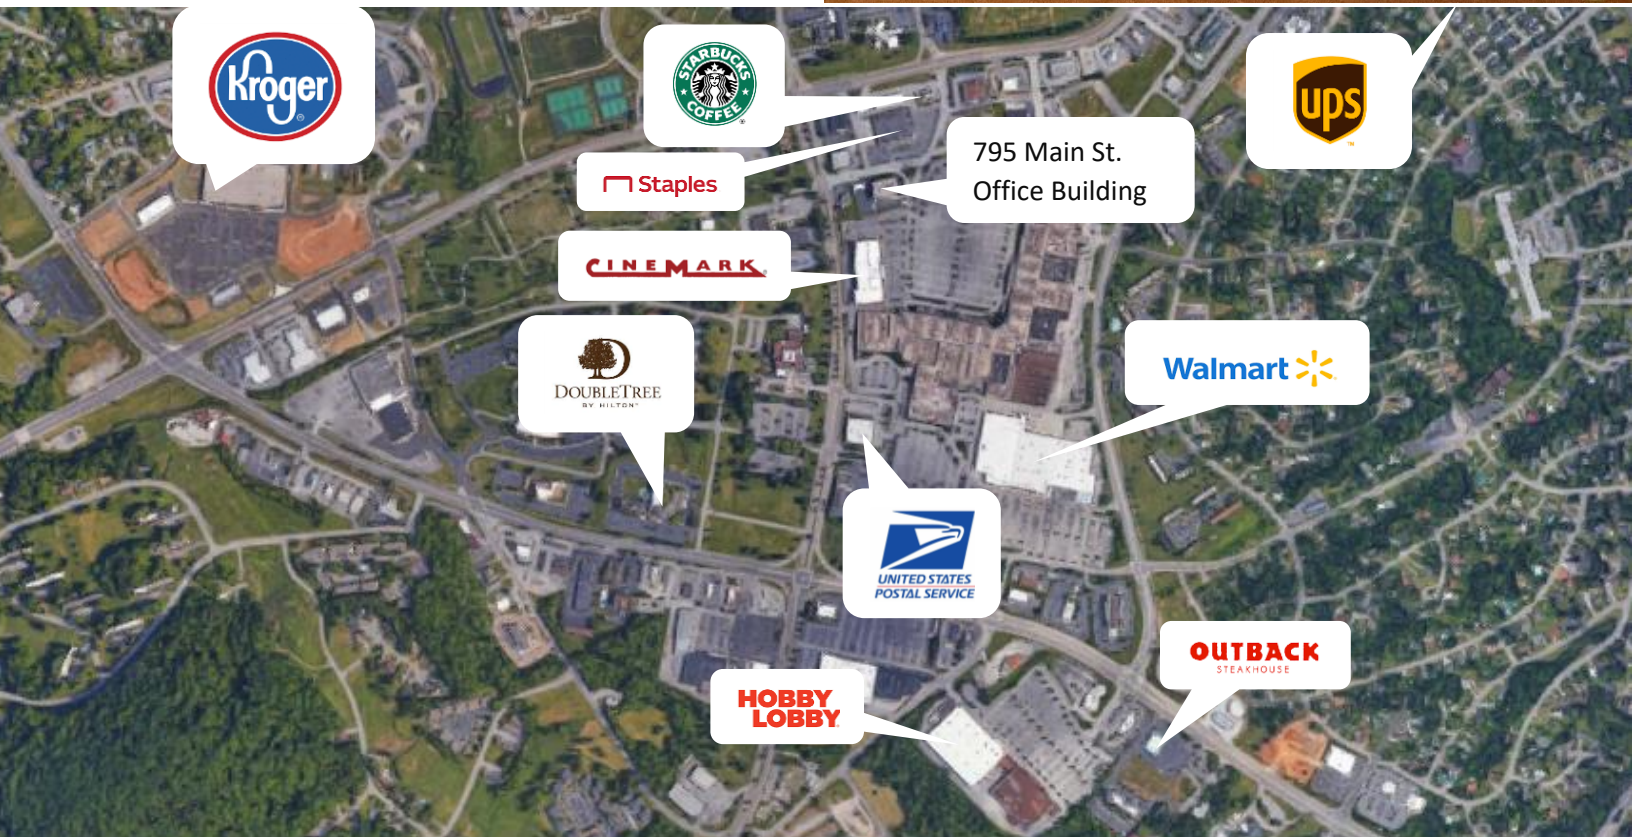 Kroger
STARBUCKS
COFFEE
ups
Staples
795 Main St.
Office Building
CINEMARK
DOUBLETREE
BY HILTON™
Walmart
UNITED STATES
POSTAL SERVICE
OUTBACK
STEAKHOUSE
HOBBY
LOBBY